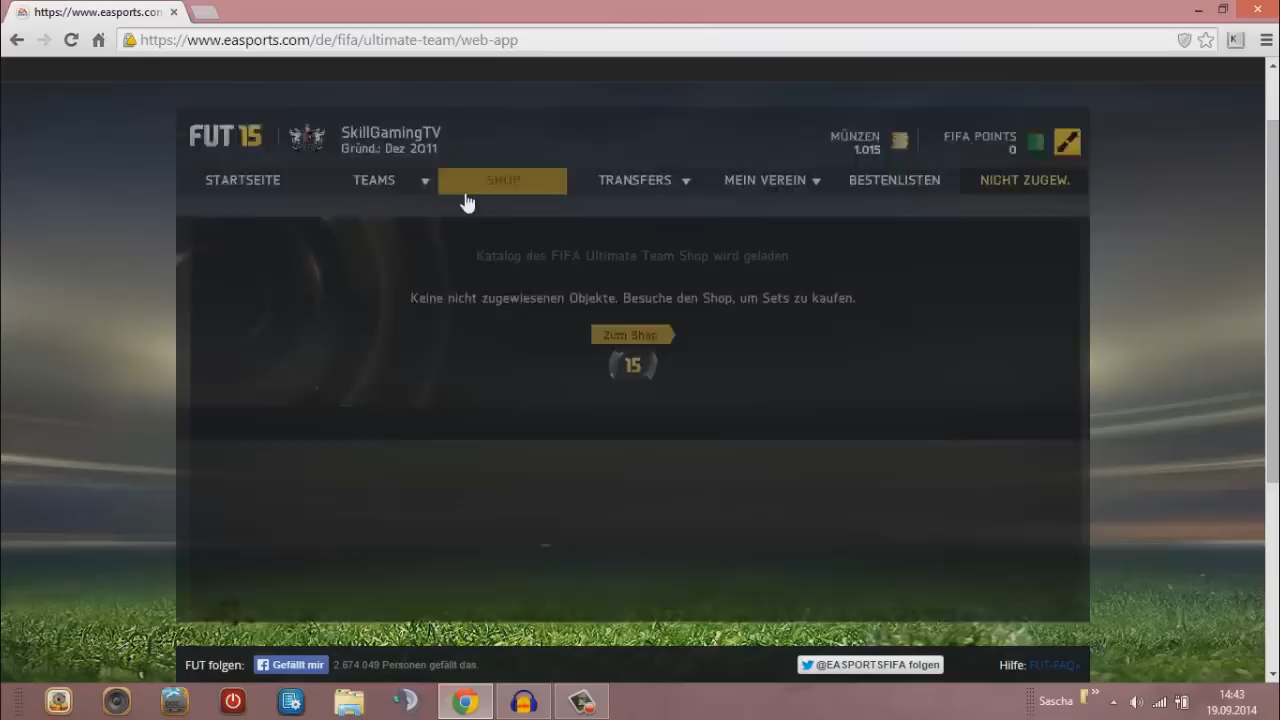 https://www.easports.con
https://www.easports.com/de/fifa/ultimate-team/web-app
FUT 15
SkillGamingTV
Gründ.: Dez 2011
MÜNZEN
1.015
FIFA POINTS
0
STARTSEITE
TEAMS
SHOP
TRANSFERS
MEIN VEREIN
BESTENLISTEN
NICHT ZUGEW.
Katalog des FIFA Ultimate Team Shop wird geladen
Keine nicht zugewiesenen Objekte. Besuche den Shop, um Sets zu kaufen.
Zum Shop
15
FUT folgen:
Gefällt mir
2 674 049 Personen gefällt das.
@EASPORTSFIFA folgen
Hilfe: FUT-FAQ»
Sascha
14:43
19.09.2014